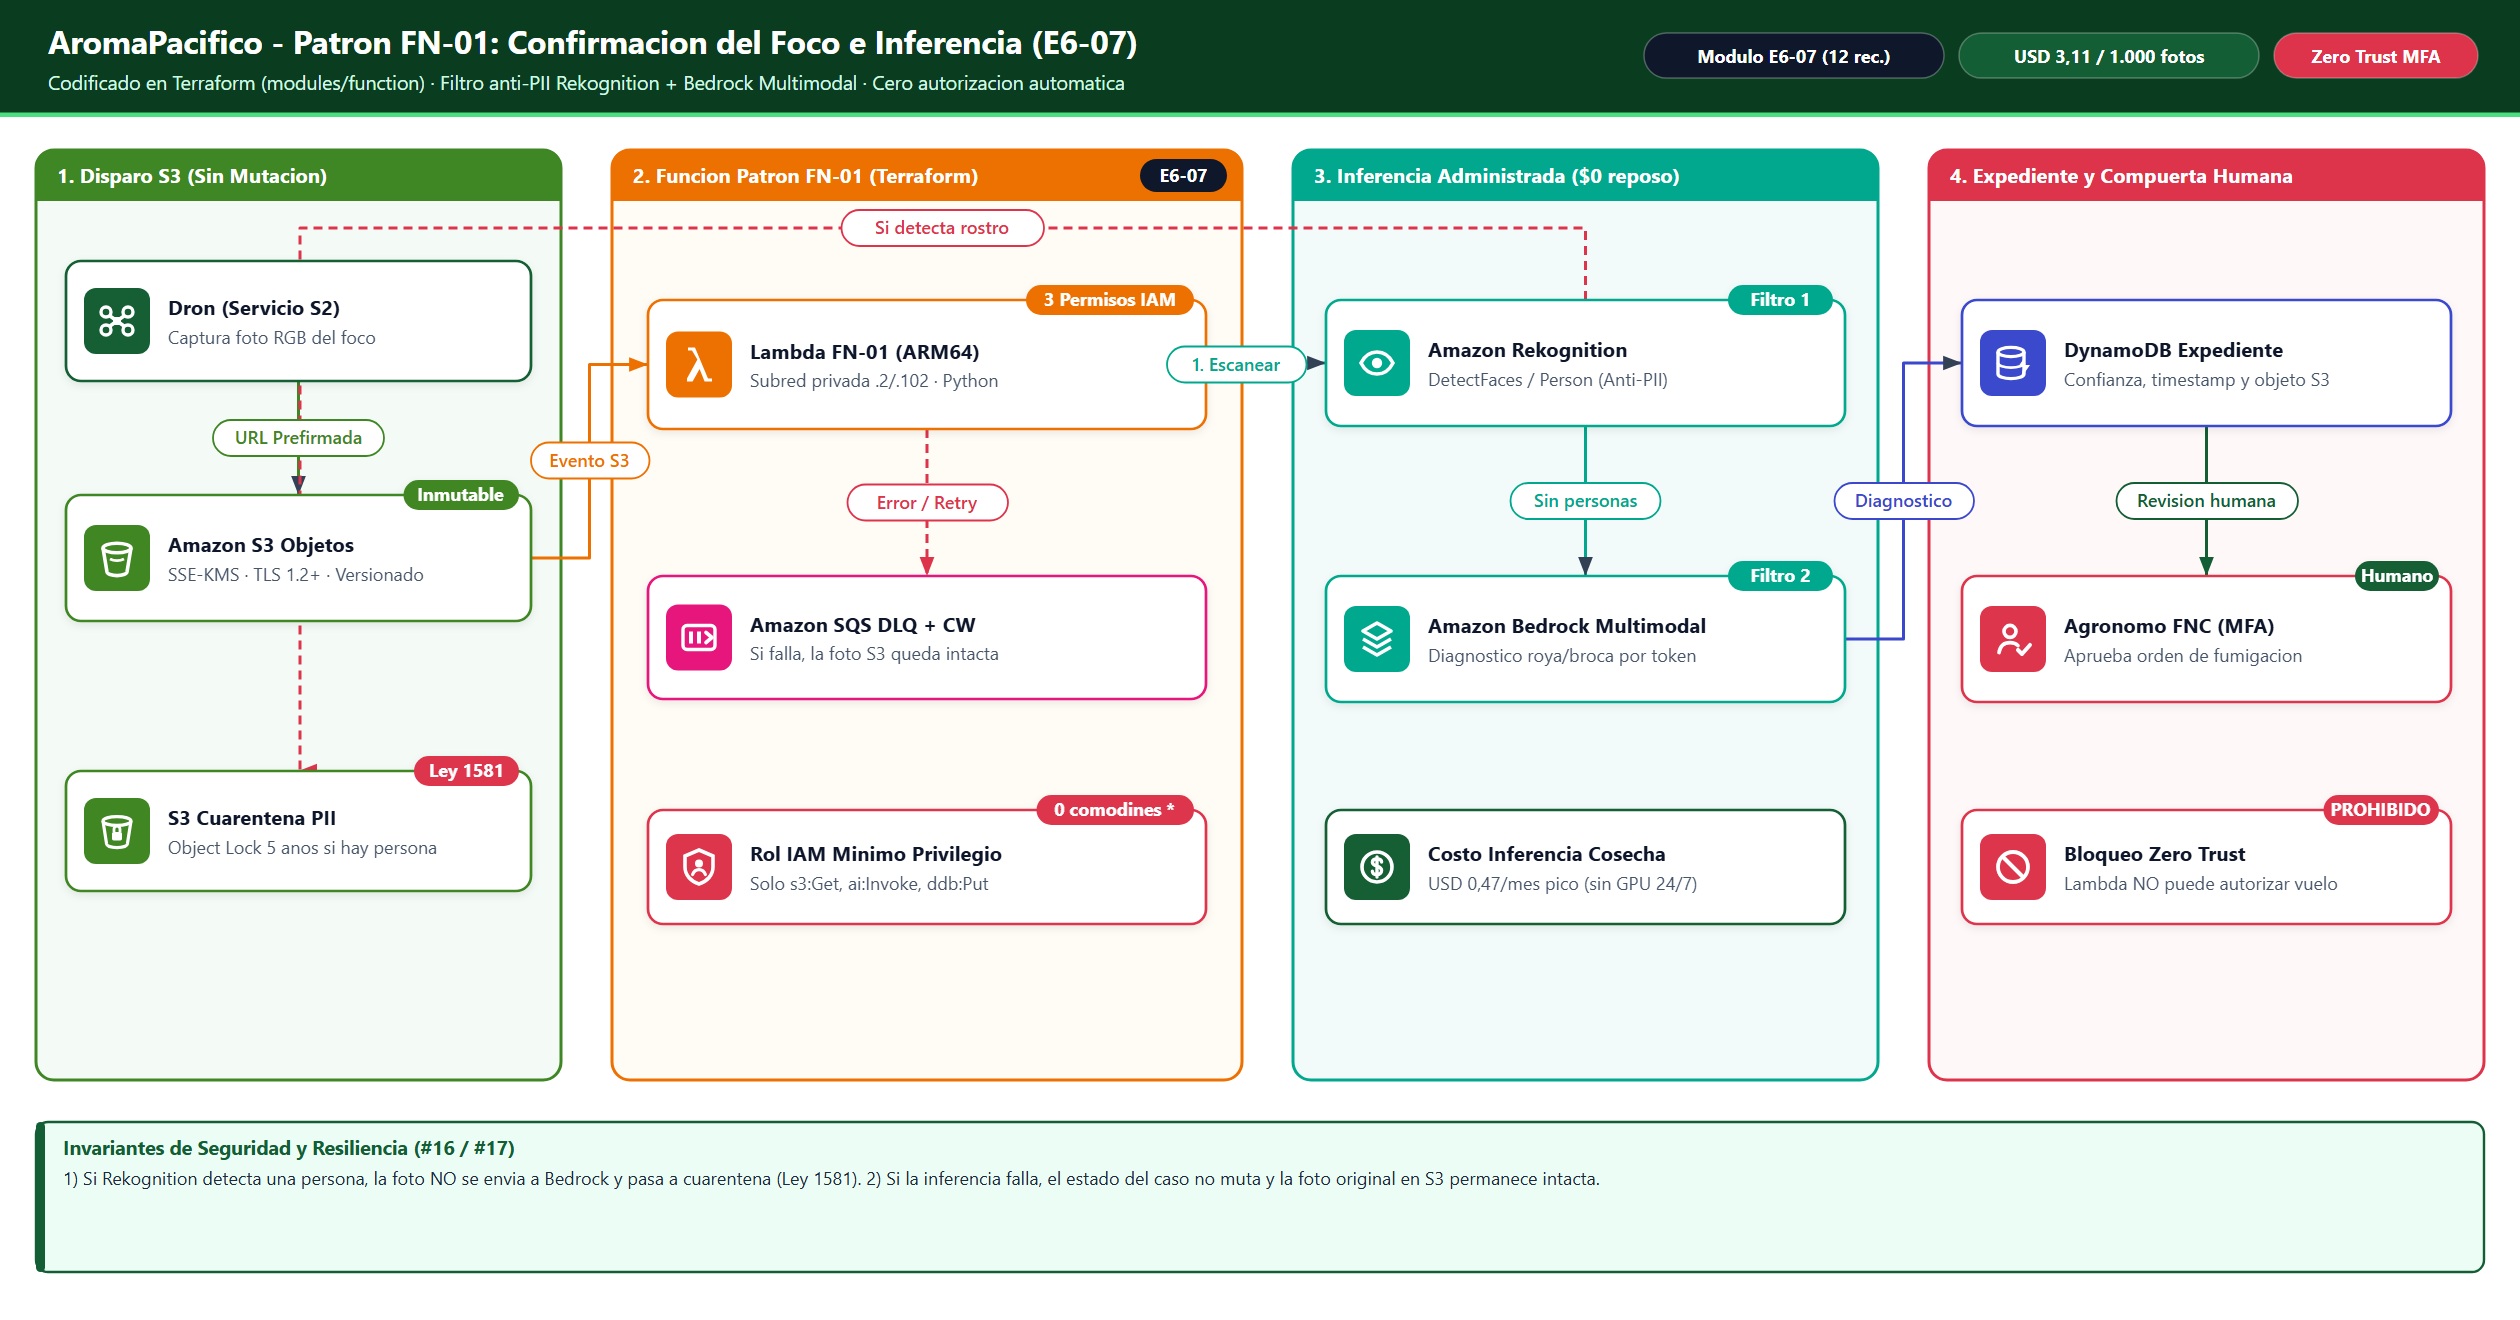 AromaPacifico - Patron FN-01: Confirmacion del Foco e Inferencia (E6-07)
Codificado en Terraform (modules/function) · Filtro anti-PII Rekognition + Bedrock Multimodal · Cero autorizacion automatica
Modulo E6-07 (12 rec.)
USD 3,11 / 1.000 fotos
Zero Trust MFA
1. Disparo S3 (Sin Mutacion)
Dron (Servicio S2)
Captura foto RGB del foco
URL Prefirmada
Inmutable
Amazon S3 Objetos
SSE-KMS · TLS 1.2+ · Versionado
Ley 1581
S3 Cuarentena PII
Object Lock 5 anos si hay persona
Evento S3
2. Funcion Patron FN-01 (Terraform)
E6-07
Si detecta rostro
3 Permisos IAM
Lambda FN-01 (ARM64)
Subred privada .2/.102 · Python
1. Escanear
Error / Retry
Amazon SQS DLQ + CW
Si falla, la foto S3 queda intacta
0 comodines *
Rol IAM Minimo Privilegio
Solo s3:Get, ai:Invoke, ddb:Put
3. Inferencia Administrada ($0 reposo)
Filtro 1
Amazon Rekognition
DetectFaces / Person (Anti-PII)
Sin personas
Filtro 2
Amazon Bedrock Multimodal
Diagnostico roya/broca por token
Costo Inferencia Cosecha
USD 0,47/mes pico (sin GPU 24/7)
Diagnostico
4. Expediente y Compuerta Humana
DynamoDB Expediente
Confianza, timestamp y objeto S3
Revision humana
Humano
Agronomo FNC (MFA)
Aprueba orden de fumigacion
PROHIBIDO
Bloqueo Zero Trust
Lambda NO puede autorizar vuelo
Invariantes de Seguridad y Resiliencia (#16 / #17)
1) Si Rekognition detecta una persona, la foto NO se envia a Bedrock y pasa a cuarentena (Ley 1581). 2) Si la inferencia falla, el estado del caso no muta y la foto original en S3 permanece intacta.